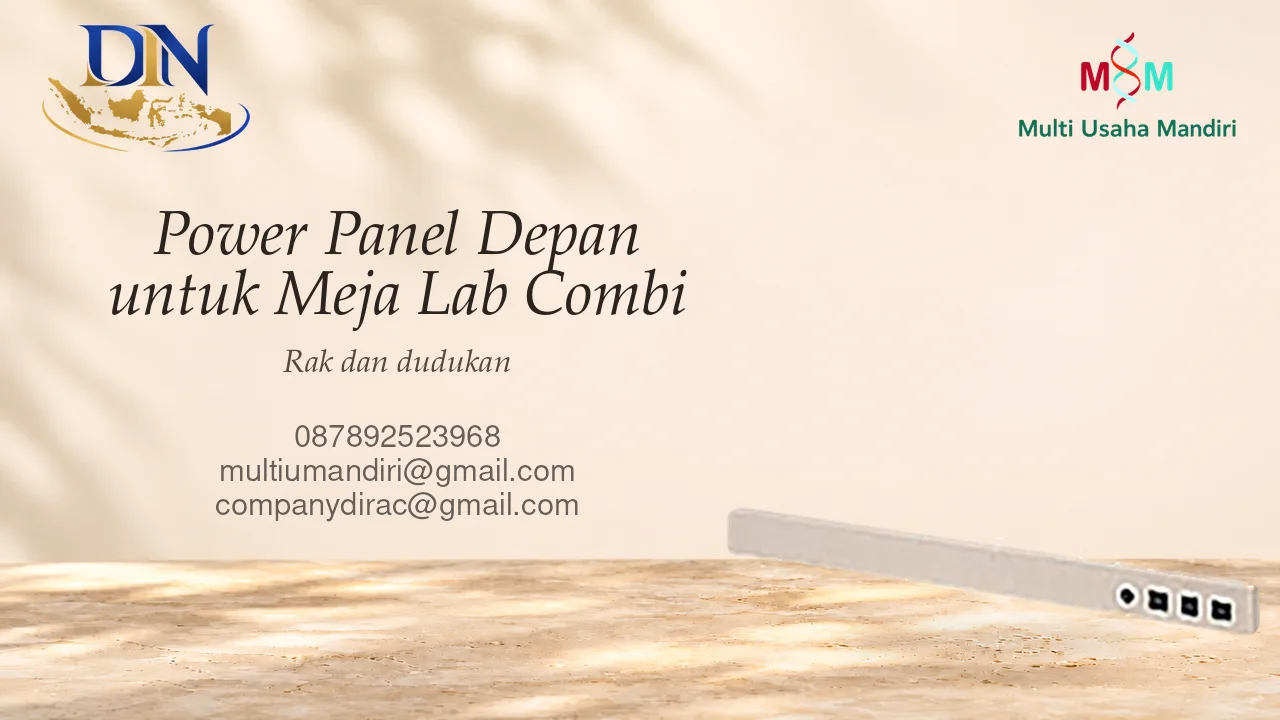 DIN
M M
Multi Usaha Mandiri
Power Panel Depan
untuk Meja Lab Combi
Rak dan dudukan
087892523968
multiumandiri@gmail.com
companydirac@gmail.com